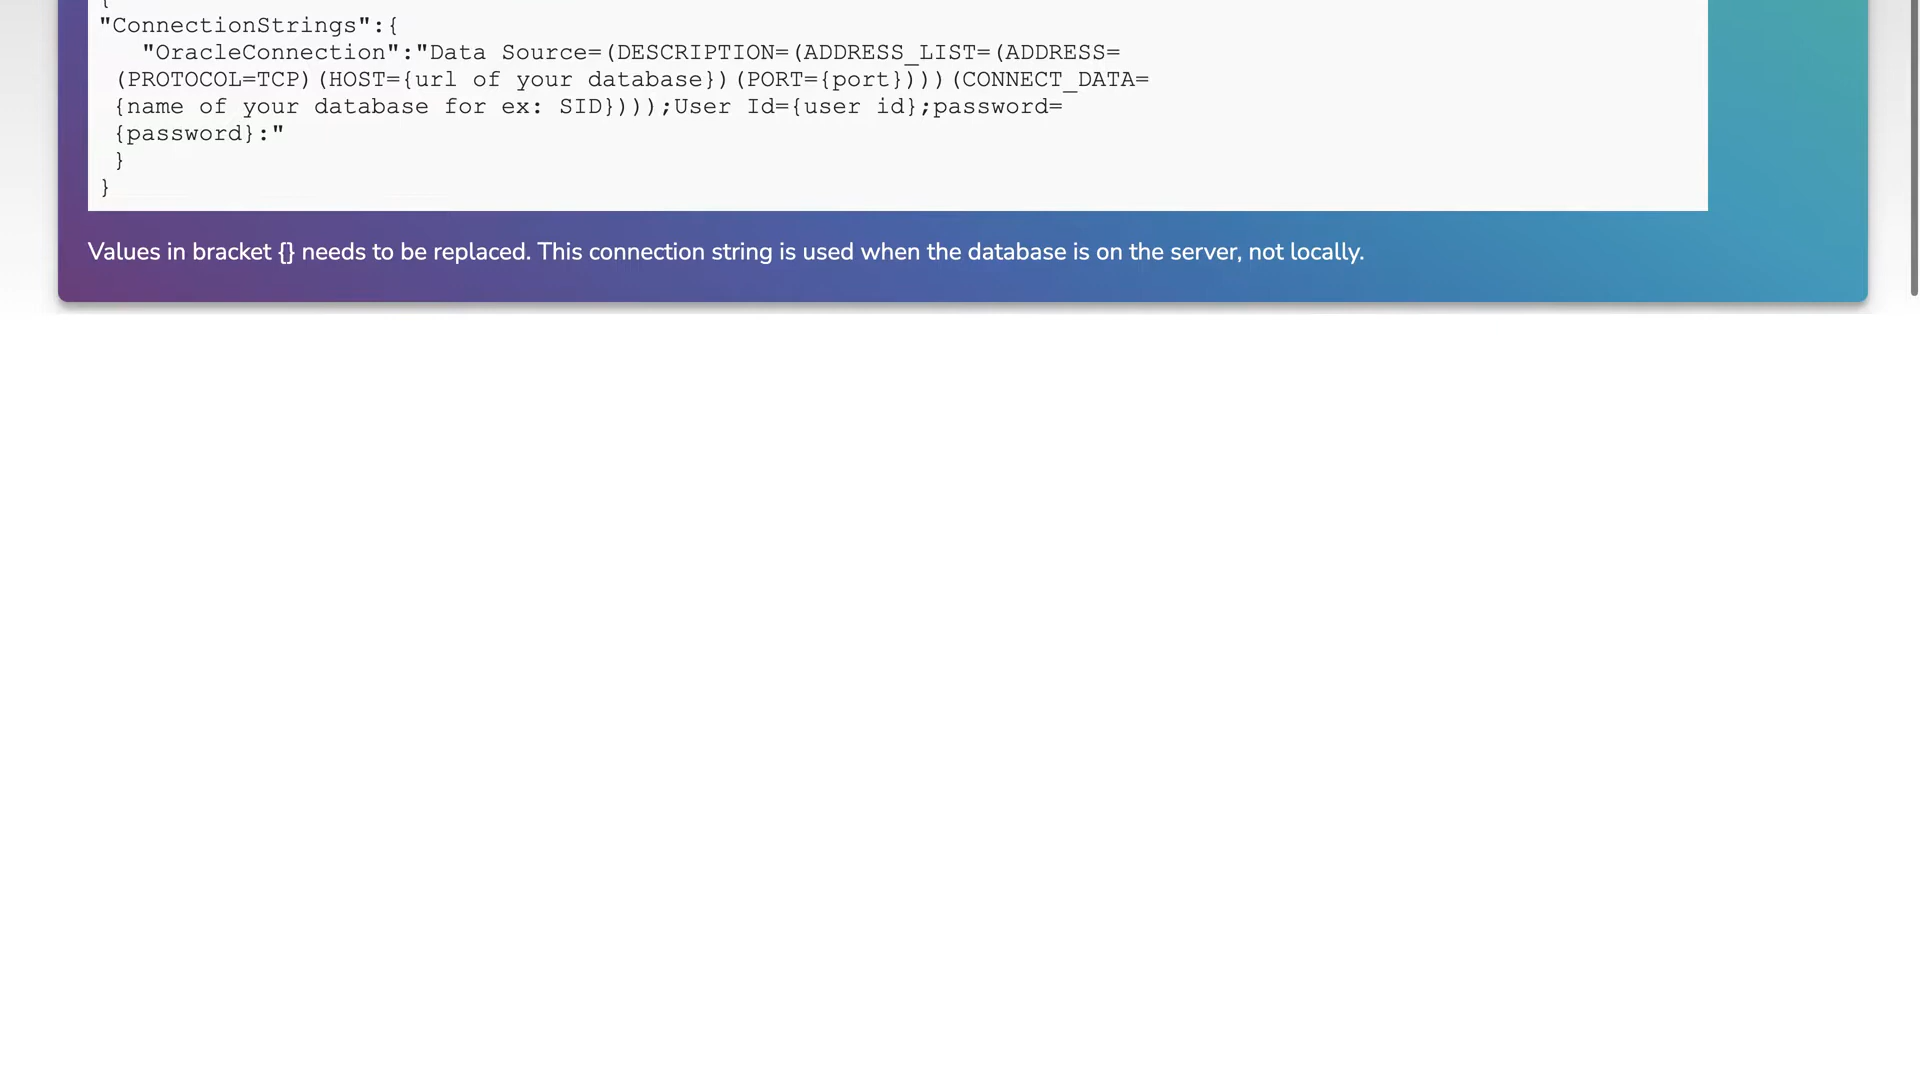 {
"ConnectionStrings":{
"OracleConnection":"Data Source=(DESCRIPTION=(ADDRESS_LIST=(ADDRESS=
(PROTOCOL=TCP)(HOST={url of your database})(PORT={port})))(CONNECT_DATA=
{name of your database for ex: SID})));User Id={user id};password=
{password}:"
}
}
Values in bracket {} needs to be replaced. This connection string is used when the database is on the server, not locally.